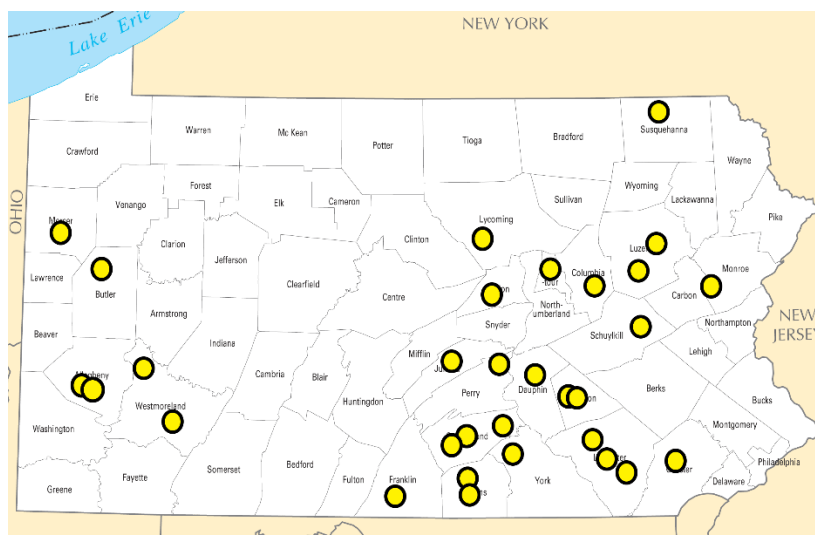 Lake Erie
NEW YORK
Erie
Warren
Mc Kean
Potter
Tioga
Bradford
Susquehanna
Crawford
Wayne
Forest
Wyoming
Lackawanna
Venango
Elk
Cameron
Sullivan
Pike
OHIO
Lycoming
Clarion
Clinton
Jefferson
Lawrence
Butler
Clearfield
Centre
Columbia
Monroe
Carbon
North-
umberland
Armstrong
Snyder
Northampton
NEW
JERSEY
Beaver
Indiana
Schuylkill
Mifflin
Lehigh
Cambria
Blair
Perry
Dauphin
Berks
Bucks
Huntingdon
Westmoreland
Montgomery
Washington
Philadelphia
Somerset
Bedford
Fulton
Franklin
York
Delaware
Greene
Fayette